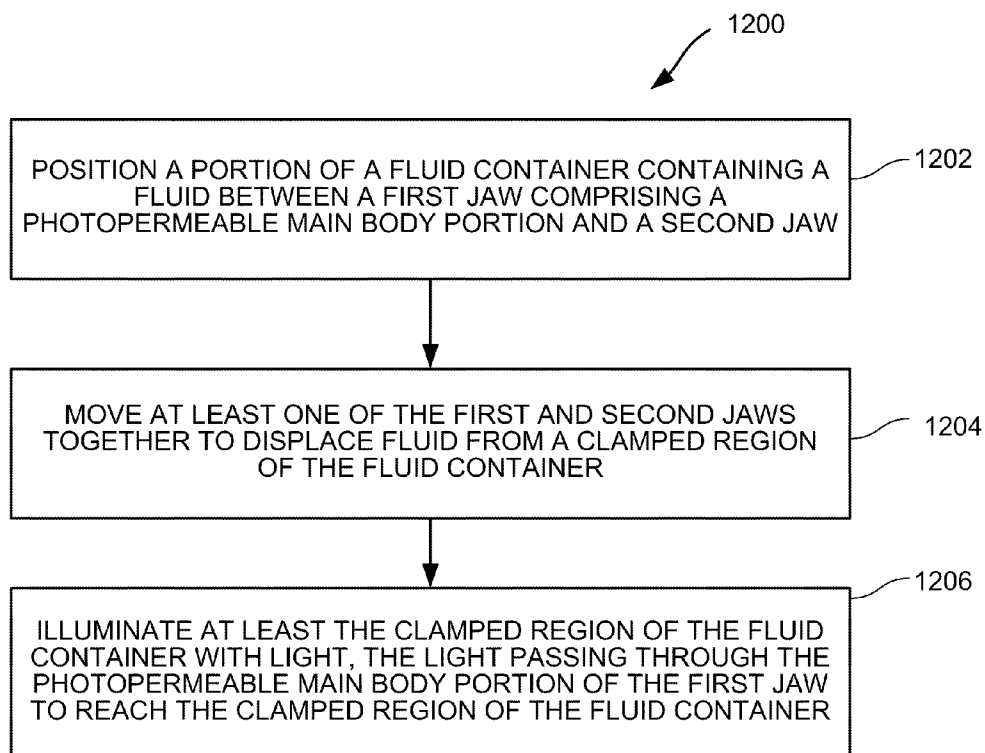 1200
POSITION A PORTION OF A FLUID CONTAINER CONTAINING A
FLUID BETWEEN A FIRST JAW COMPRISING A
PHOTOPERMEABLE MAIN BODY PORTION AND A SECOND JAW
1202
MOVE AT LEAST ONE OF THE FIRST AND SECOND JAWS
TOGETHER TO DISPLACE FLUID FROM A CLAMPED REGION
OF THE FLUID CONTAINER
1204
ILLUMINATE AT LEAST THE CLAMPED REGION OF THE FLUID
CONTAINER WITH LIGHT, THE LIGHT PASSING THROUGH THE
PHOTOPERMEABLE MAIN BODY PORTION OF THE FIRST JAW
TO REACH THE CLAMPED REGION OF THE FLUID CONTAINER
1206